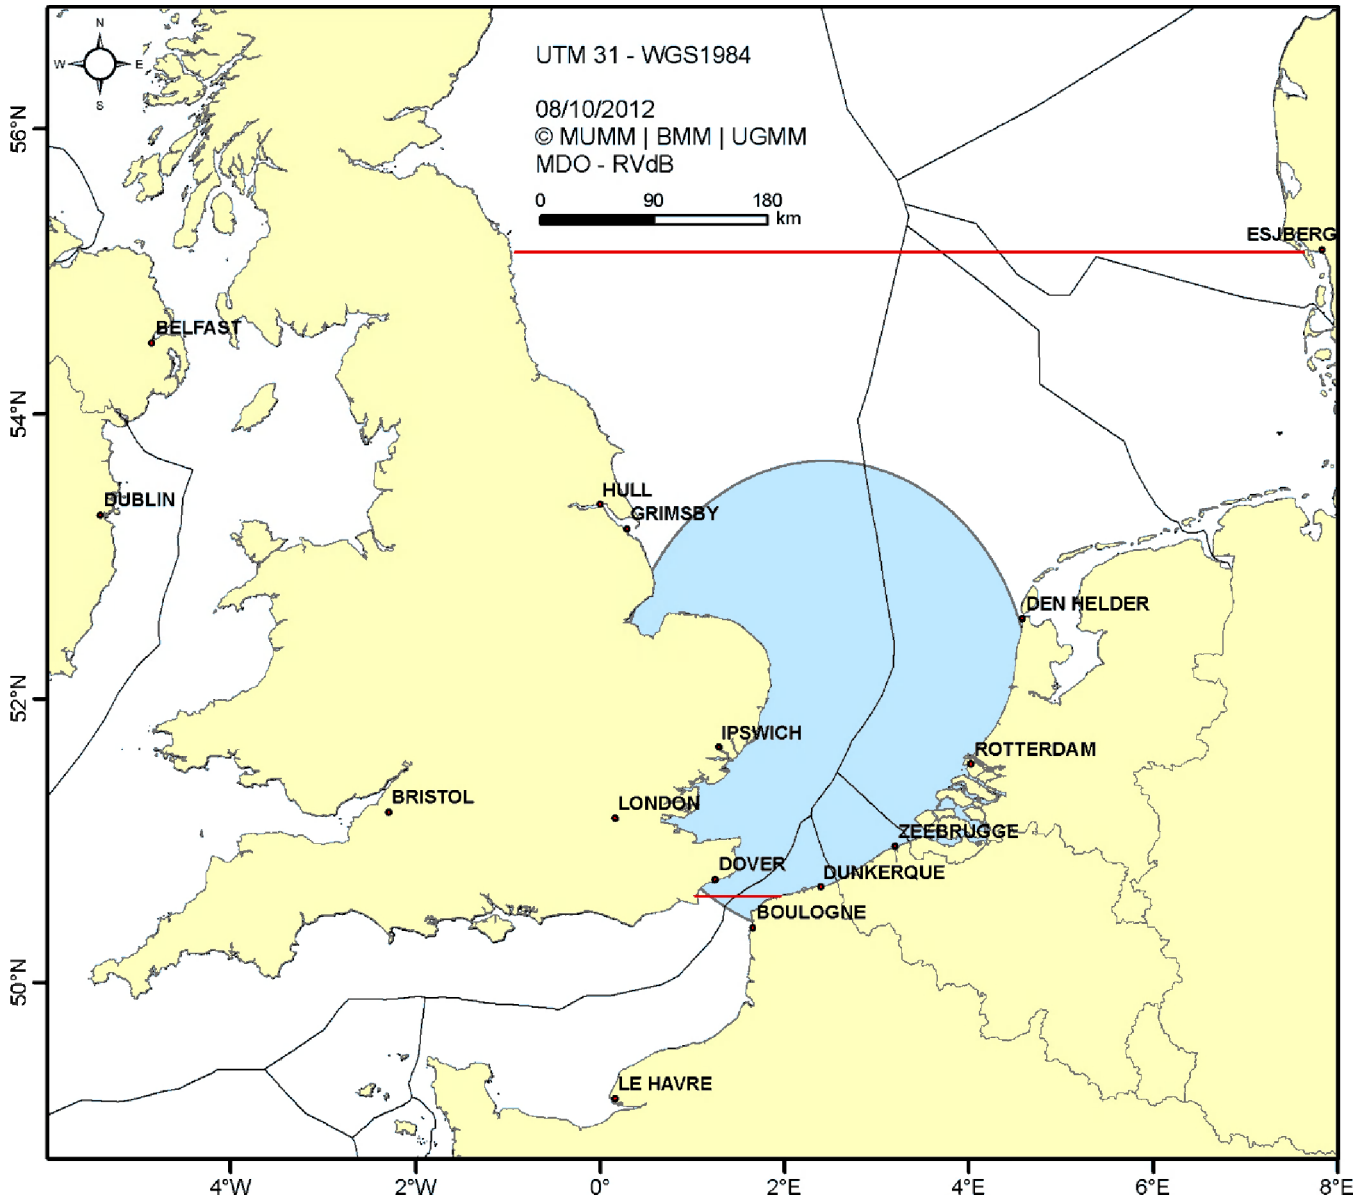 N
W E
S
UTM 31 - WGS1984
08/10/2012
© MUMM | BMM | UGMM
MDO - RVdB
0 90 180
km
56°N
54°N
52°N
50°N
ESJBERG
BELFAST
DUBLIN
HULL
GRIMSBY
DEN HELDER
IPSWICH
ROTTERDAM
BRISTOL
LONDON
ZEEBRUGGE
DOVER
DUNKERQUE
BOULOGNE
LE HAVRE
4°W 2°W 0° 2°E 4°E 6°E 8°E